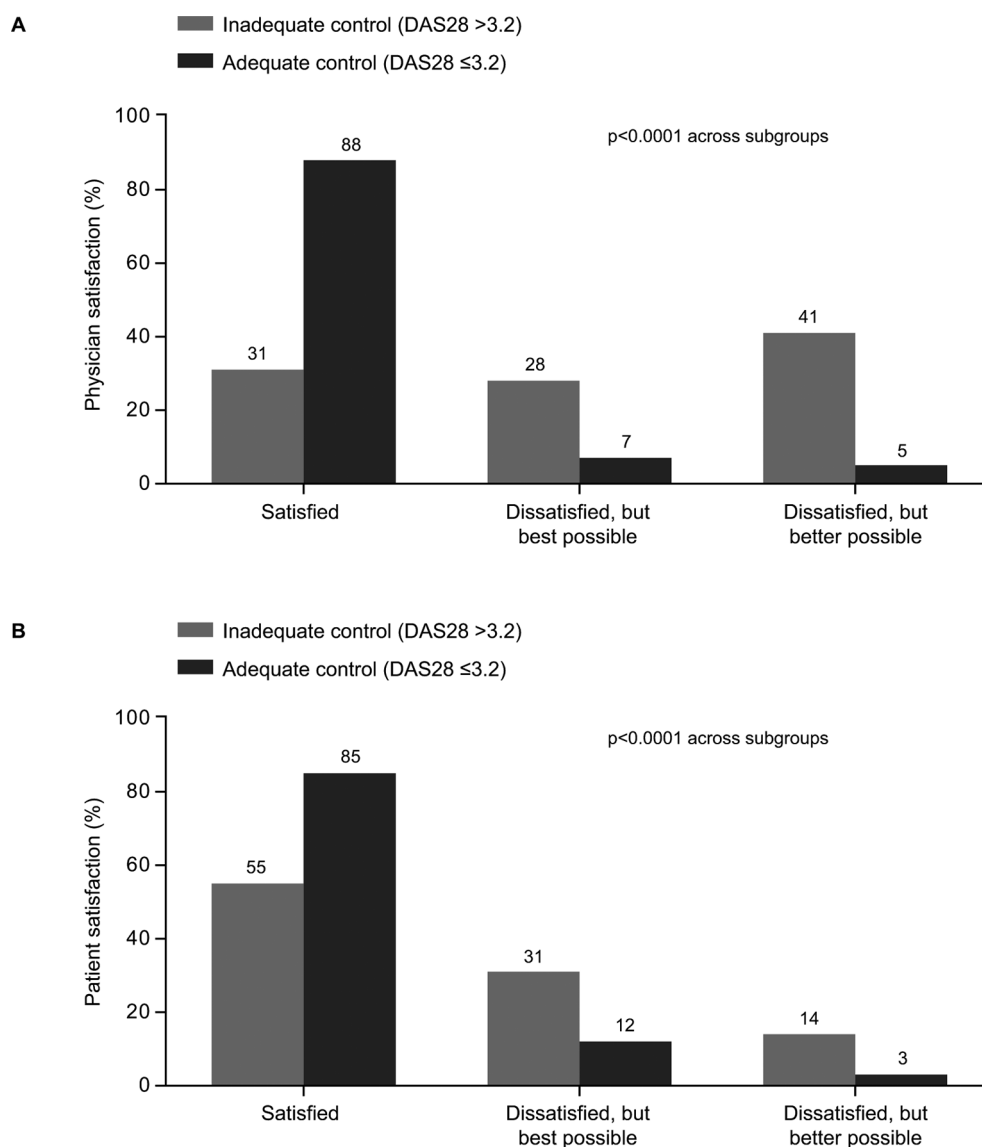 A
Inadequate control (DAS28 >3.2)
Adequate control (DAS28 ≤3.2)
p<0.0001 across subgroups
Physician satisfaction (%)
100
80
60
40
20
0
31
88
28
7
41
5
Satisfied
Dissatisfied, but
best possible
Dissatisfied, but
better possible
B
Inadequate control (DAS28 >3.2)
Adequate control (DAS28 ≤3.2)
p<0.0001 across subgroups
Patient satisfaction (%)
100
80
60
40
20
0
55
85
31
12
14
3
Satisfied
Dissatisfied, but
best possible
Dissatisfied, but
better possible